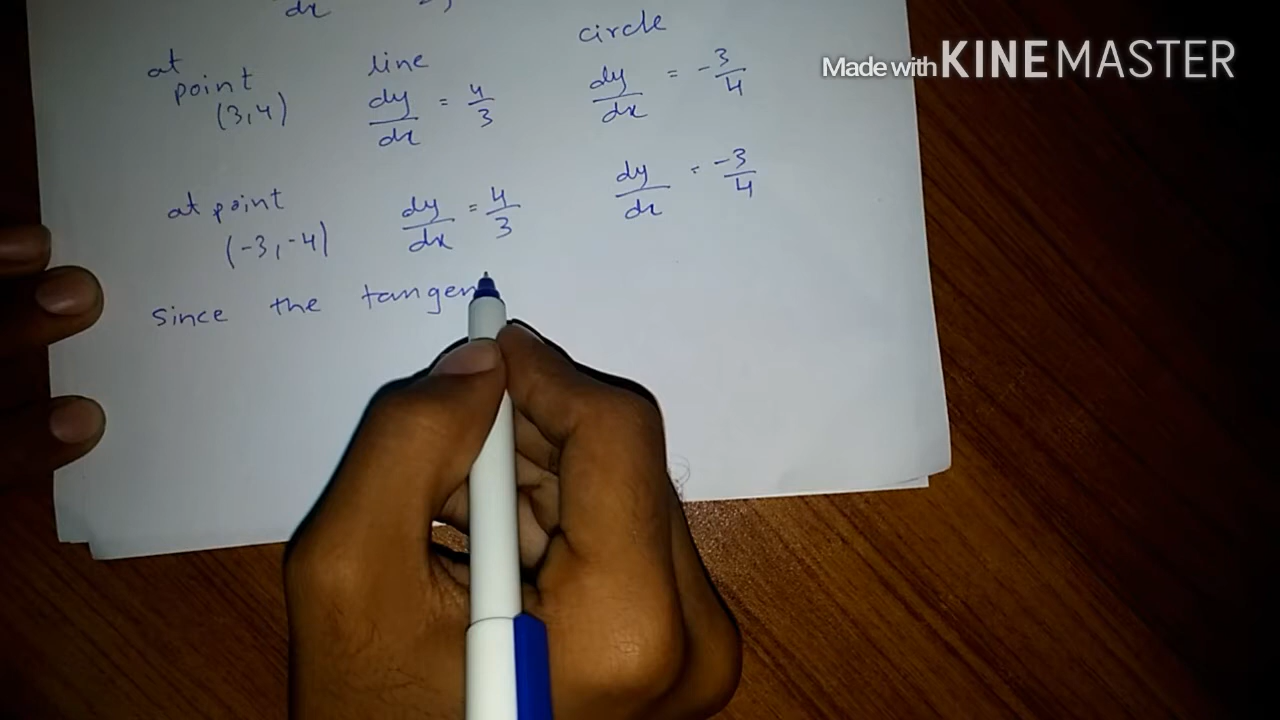 dx
circle
at
point
(3,4)
line
dy/dx = 4/3
dy/dx = -3/4
at point
(-3,-4)
dy/dx = 4/3
dy/dx = -3/4
Since the tangen
Made with KINEMASTER